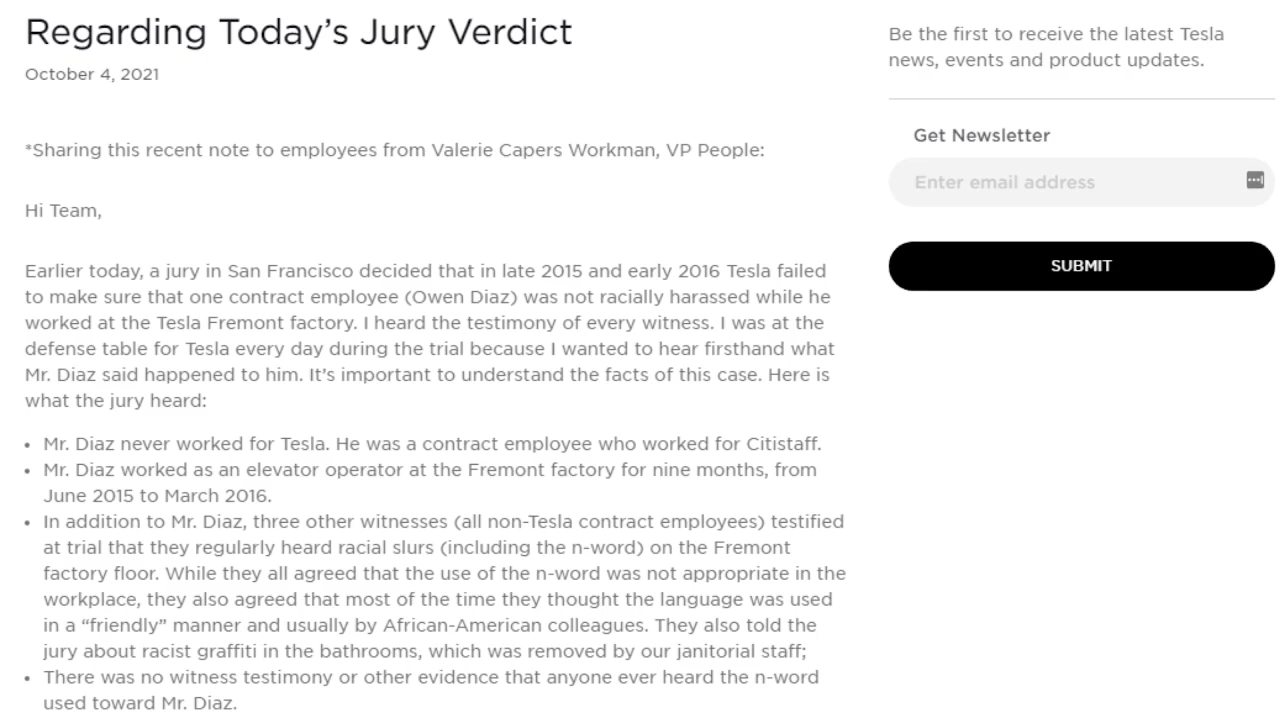 Regarding Today’s Jury Verdict
October 4, 2021
*Sharing this recent note to employees from Valerie Capers Workman, VP People:
Hi Team,
Earlier today, a jury in San Francisco decided that in late 2015 and early 2016 Tesla failed
to make sure that one contract employee (Owen Diaz) was not racially harassed while he
worked at the Tesla Fremont factory. I heard the testimony of every witness. I was at the
defense table for Tesla every day during the trial because I wanted to hear firsthand what
Mr. Diaz said happened to him. It’s important to understand the facts of this case. Here is
what the jury heard:
• Mr. Diaz never worked for Tesla. He was a contract employee who worked for Citistaff.
• Mr. Diaz worked as an elevator operator at the Fremont factory for nine months, from
June 2015 to March 2016.
• In addition to Mr. Diaz, three other witnesses (all non-Tesla contract employees) testified
at trial that they regularly heard racial slurs (including the n-word) on the Fremont
factory floor. While they all agreed that the use of the n-word was not appropriate in the
workplace, they also agreed that most of the time they thought the language was used
in a “friendly” manner and usually by African-American colleagues. They also told the
jury about racist graffiti in the bathrooms, which was removed by our janitorial staff;
• There was no witness testimony or other evidence that anyone ever heard the n-word
used toward Mr. Diaz.
Be the first to receive the latest Tesla
news, events and product updates.
Get Newsletter
Enter email address
SUBMIT